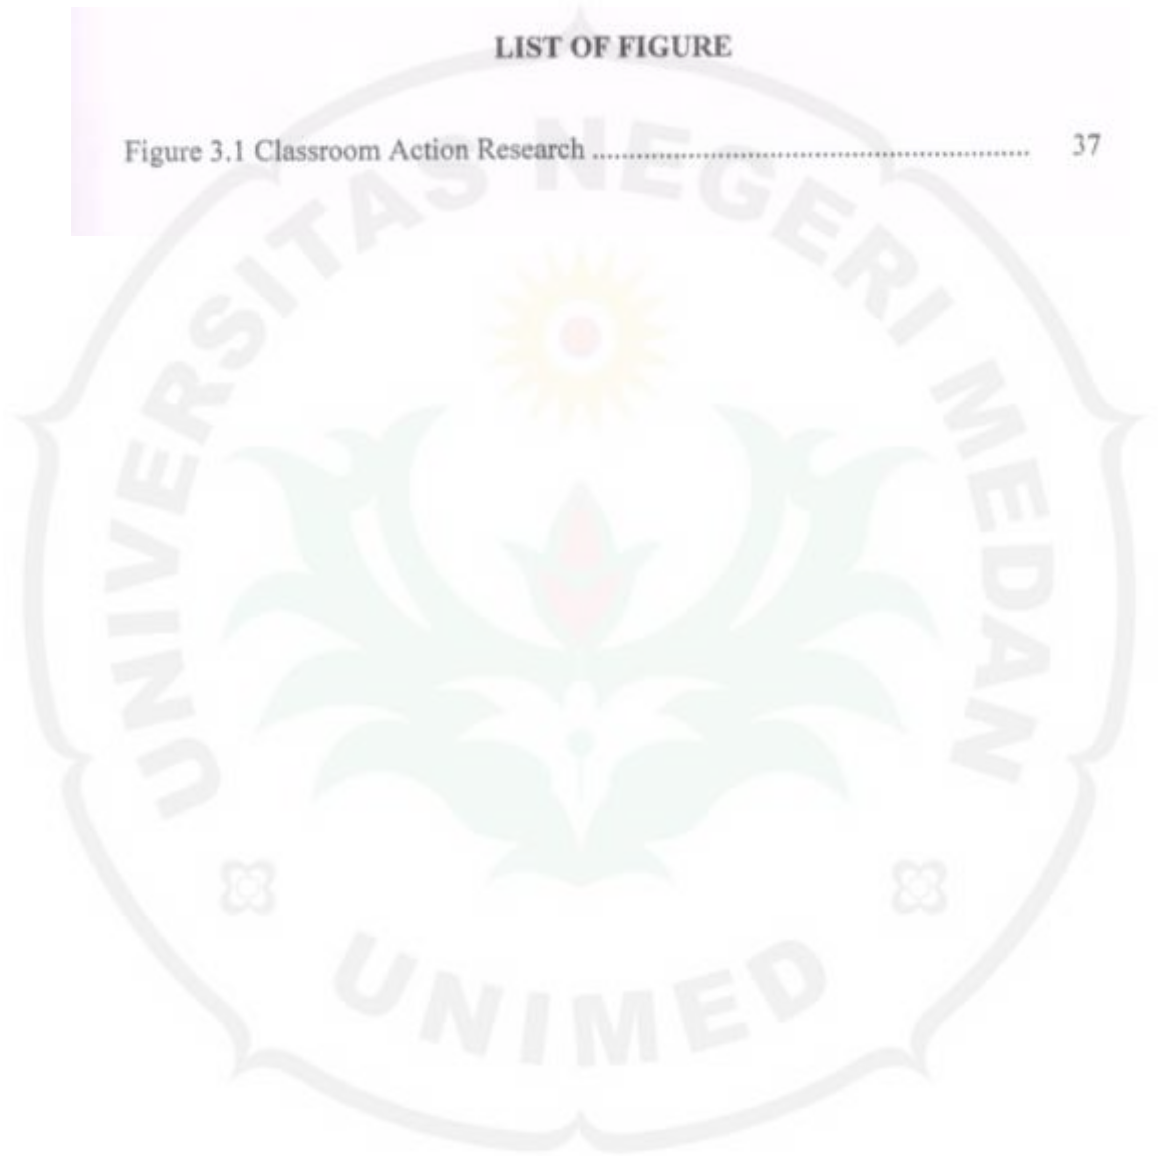 LIST OF FIGURE
Figure 3.1 Classroom Action Research ............................................................ 37
UNIVERSITAS NEGERI MEDAN
UNIMED